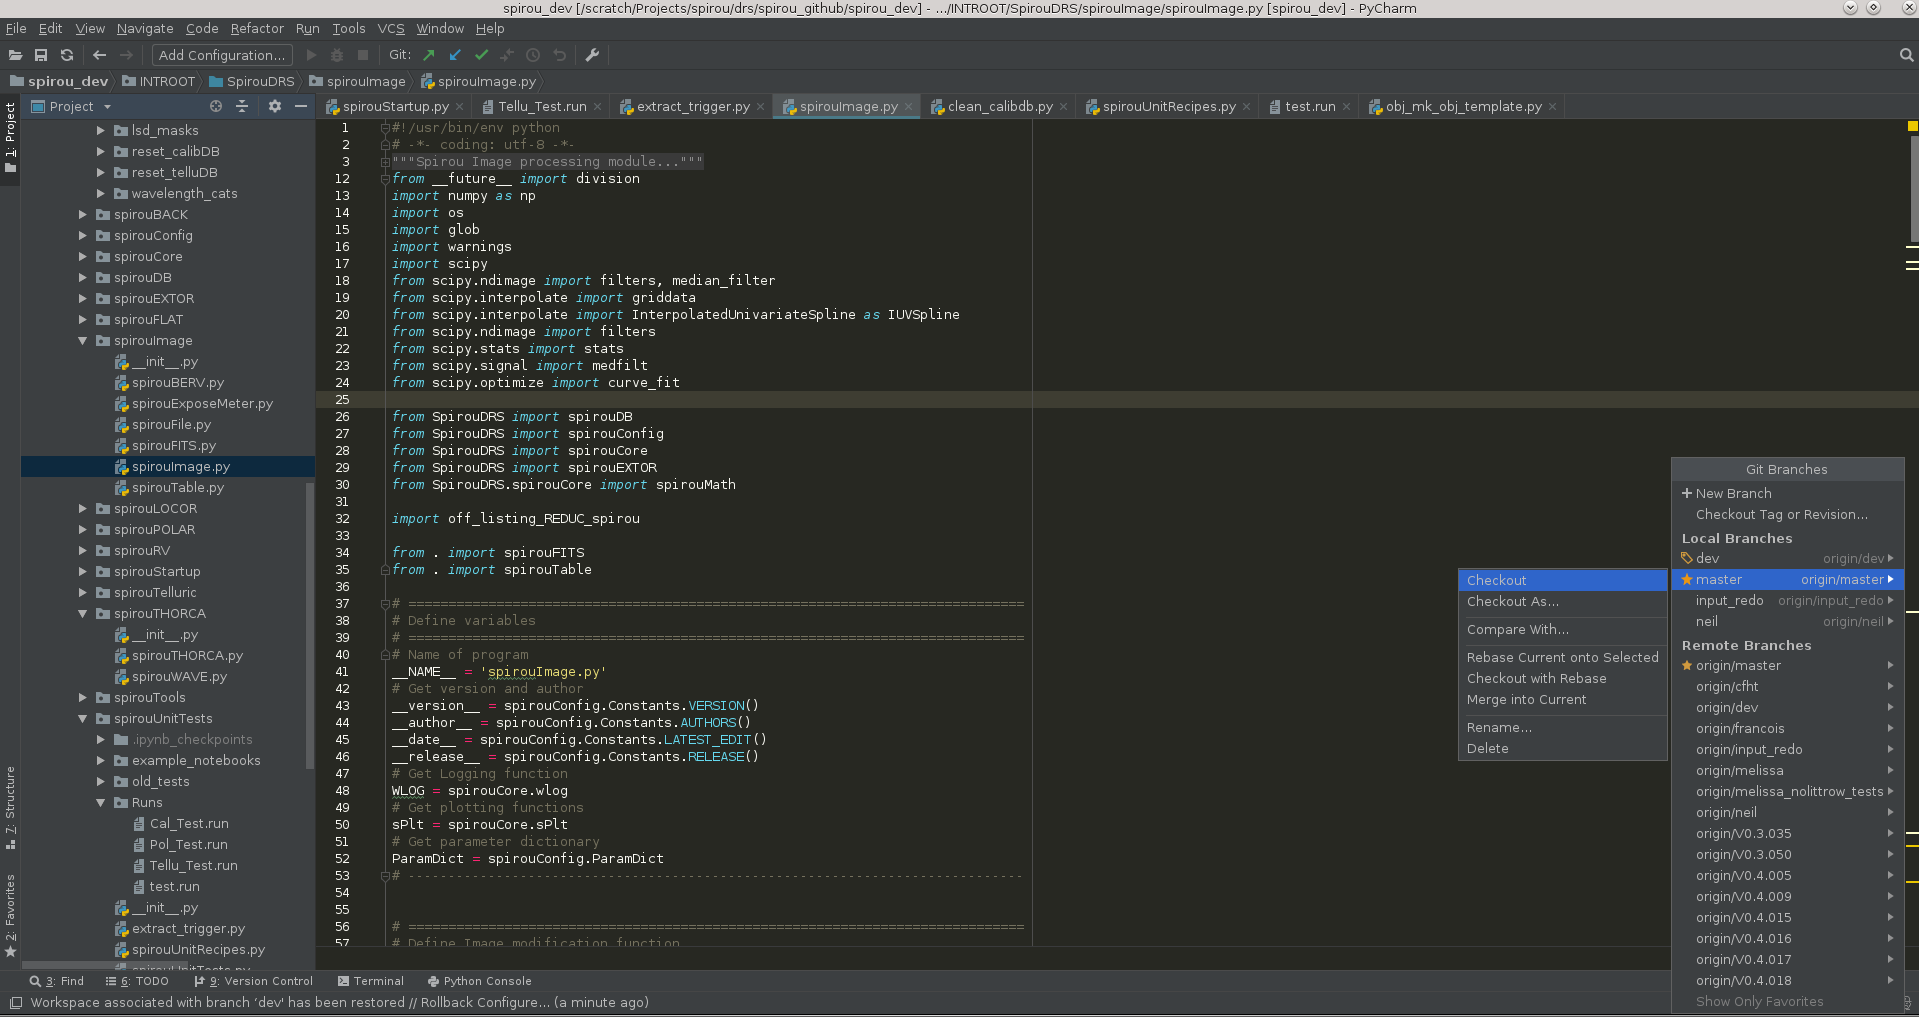 spirou_dev [/scratch/Projects/spirou/drs/spirou_github/spirou_dev] - .../INTROOT/SpirouDRS/spirouImage/spirouImage.py [spirou_dev] - PyCharm
File Edit View Navigate Code Refactor Run Tools VCS Window Help
Add Configuration... Git:
spirou_dev INTROOT SpirouDRS spirouImage spirouImage.py
Project
spirouStartup.py Tellu_Test.run extract_trigger.py spirouImage.py clean_calibdb.py spirouUnitRecipes.py test.run obj_mk_obj_template.py
1: Project
7: Structure
2: Favorites
lsd_masks
reset_calibDB
reset_telluDB
wavelength_cats
spirouBACK
spirouConfig
spirouCore
spirouDB
spirouEXTOR
spirouFLAT
spirouImage
__init__.py
spirouBERV.py
spirouExposeMeter.py
spirouFile.py
spirouFITS.py
spirouImage.py
spirouTable.py
spirouLOCOR
spirouPOLAR
spirouRV
spirouStartup
spirouTelluric
spirouTHORCA
__init__.py
spirouTHORCA.py
spirouWAVE.py
spirouTools
spirouUnitTests
.ipynb_checkpoints
example_notebooks
old_tests
Runs
Cal_Test.run
Pol_Test.run
Tellu_Test.run
test.run
__init__.py
extract_trigger.py
spirouUnitRecipes.py
spirouUnitTests.py
1 #!/usr/bin/env python
2 # -*- coding: utf-8 -*-
3 """Spirou Image processing module..."""
12 from __future__ import division
13 import numpy as np
14 import os
15 import glob
16 import warnings
17 import scipy
18 from scipy.ndimage import filters, median_filter
19 from scipy.interpolate import griddata
20 from scipy.interpolate import InterpolatedUnivariateSpline as IUVSpline
21 from scipy.ndimage import filters
22 from scipy.stats import stats
23 from scipy.signal import medfilt
24 from scipy.optimize import curve_fit
25
26 from SpirouDRS import spirouDB
27 from SpirouDRS import spirouConfig
28 from SpirouDRS import spirouCore
29 from SpirouDRS import spirouEXTOR
30 from SpirouDRS.spirouCore import spirouMath
31
32 import off_listing_REDUC_spirou
33
34 from . import spirouFITS
35 from . import spirouTable
36
37 # =============================================================================
38 # Define variables
39 # =============================================================================
40 # Name of program
41 __NAME__ = 'spirouImage.py'
42 # Get version and author
43 __version__ = spirouConfig.Constants.VERSION()
44 __author__ = spirouConfig.Constants.AUTHORS()
45 __date__ = spirouConfig.Constants.LATEST_EDIT()
46 __release__ = spirouConfig.Constants.RELEASE()
47 # Get Logging function
48 WLOG = spirouCore.wlog
49 # Get plotting functions
50 sPlt = spirouCore.sPlt
51 # Get parameter dictionary
52 ParamDict = spirouConfig.ParamDict
53 # -----------------------------------------------------------------------------
54
55
56 # =============================================================================
57 # Define Image modification function
Checkout
Checkout As...
Compare With...
Rebase Current onto Selected
Checkout with Rebase
Merge into Current
Rename...
Delete
Git Branches
+ New Branch
Checkout Tag or Revision...
Local Branches
dev origin/dev
master origin/master
input_redo origin/input_redo
neil origin/neil
Remote Branches
origin/master
origin/cfht
origin/dev
origin/francois
origin/input_redo
origin/melissa
origin/melissa_nolittrow_tests
origin/neil
origin/V0.3.035
origin/V0.3.050
origin/V0.4.005
origin/V0.4.009
origin/V0.4.015
origin/V0.4.016
origin/V0.4.017
origin/V0.4.018
Show Only Favorites
3: Find 6: TODO 9: Version Control Terminal Python Console
Workspace associated with branch 'dev' has been restored // Rollback Configure... (a minute ago)